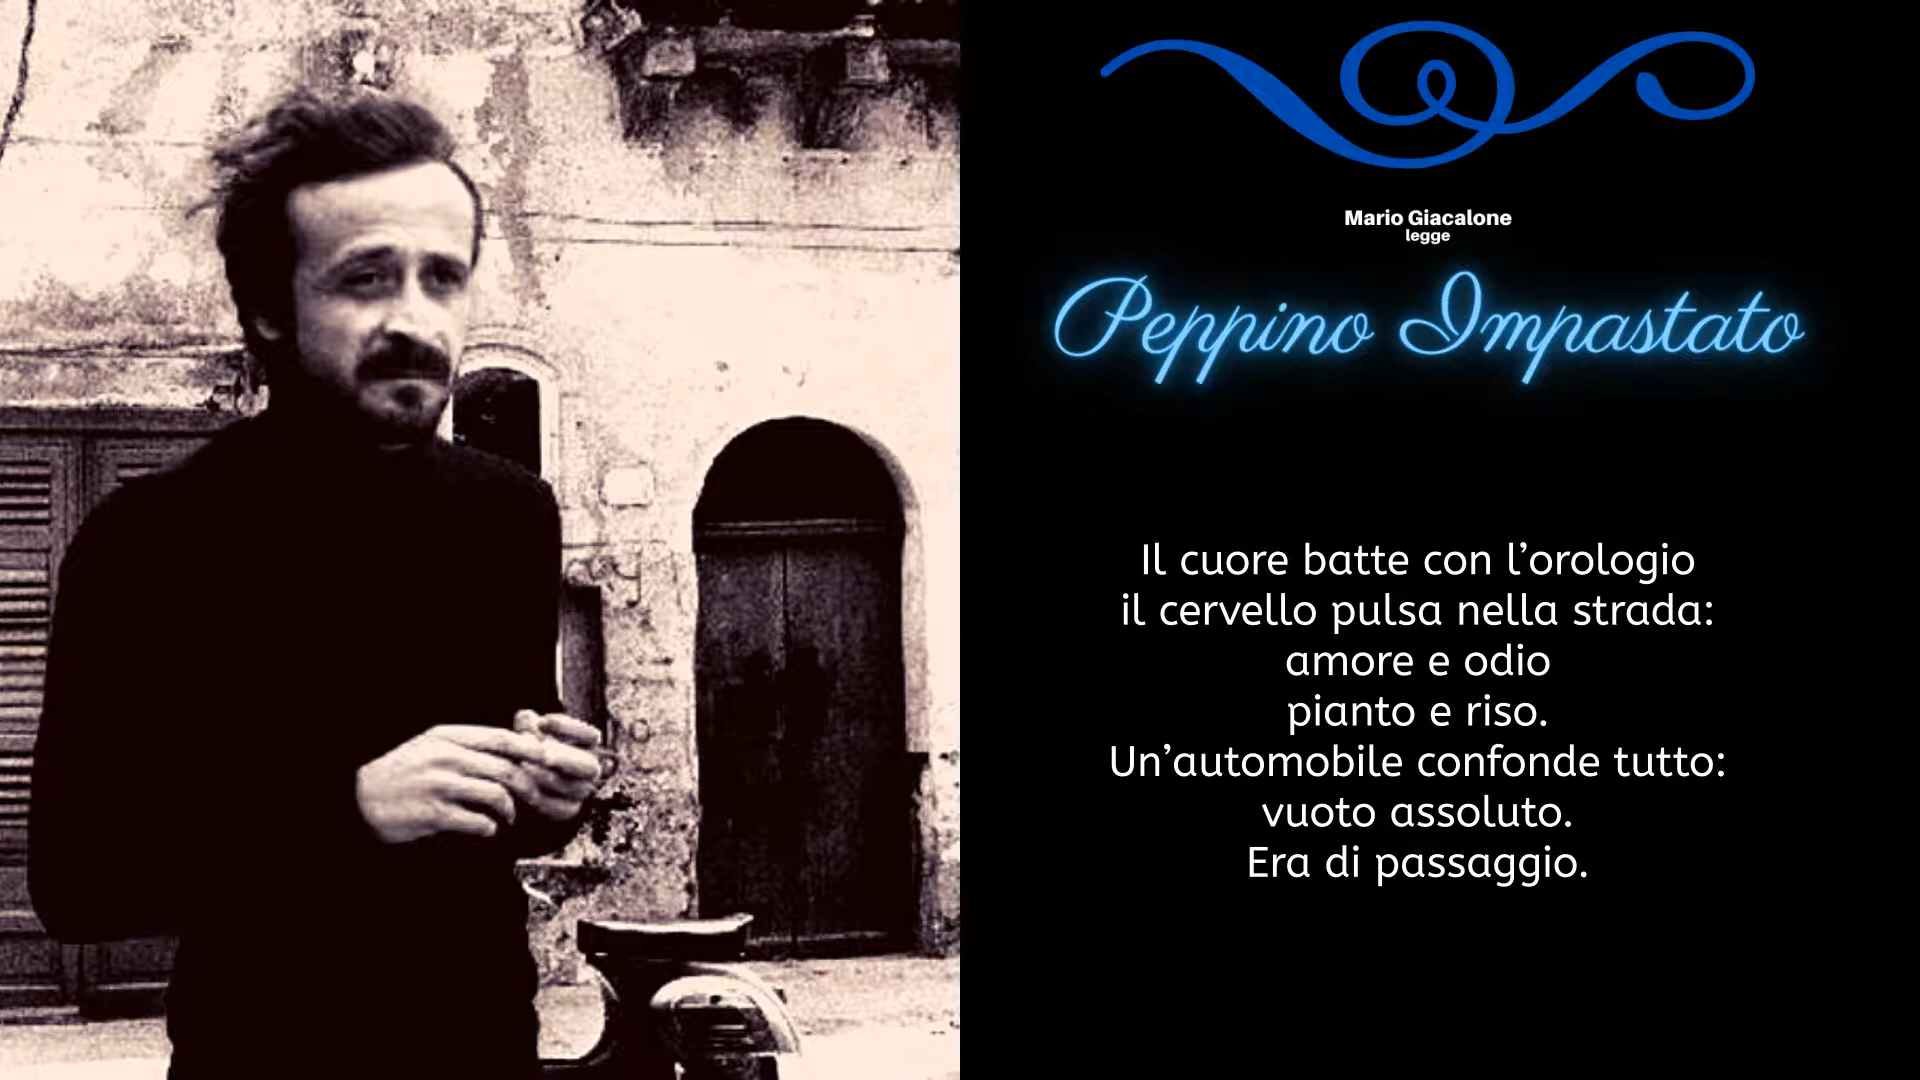 Mario Giacalone
legge
Peppino Impastato
Il cuore batte con l’orologio
il cervello pulsa nella strada:
amore e odio
pianto e riso.
Un’automobile confonde tutto:
vuoto assoluto.
Era di passaggio.